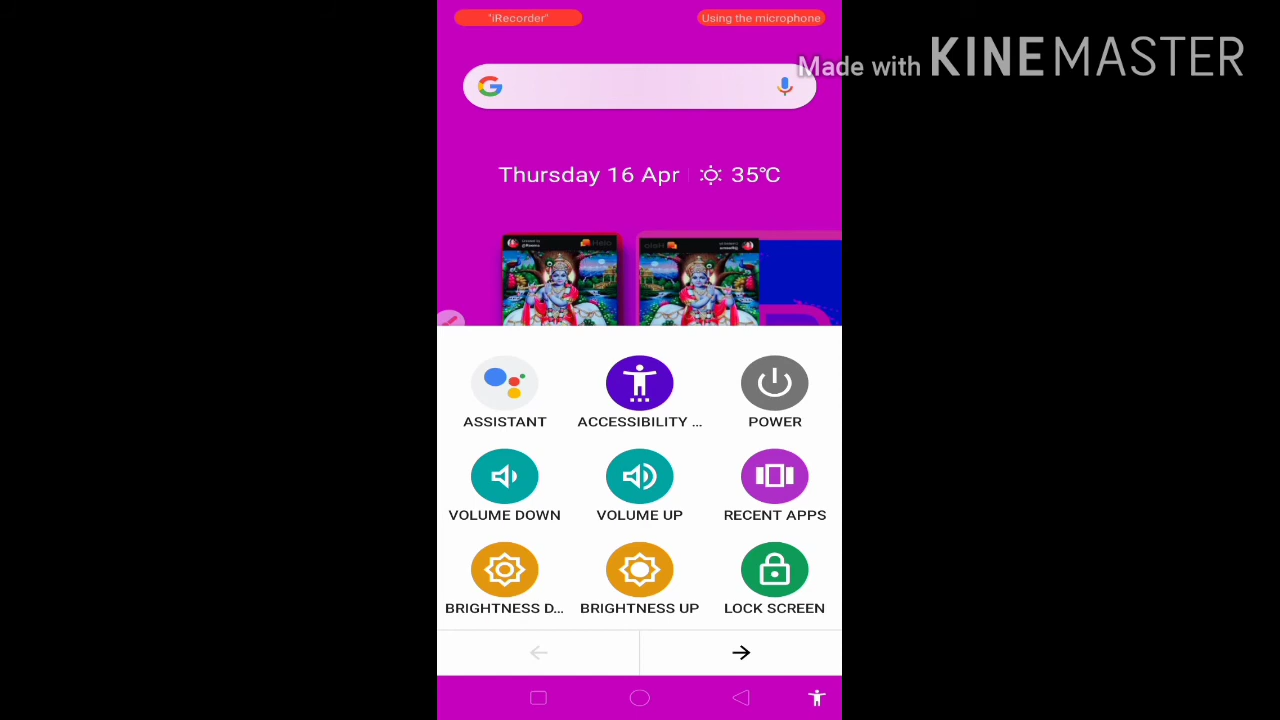 "iRecorder"
Using the microphone
Made with KINEMASTER
Thursday 16 Apr 35°C
Helo
ASSISTANT
ACCESSIBILITY ...
POWER
VOLUME DOWN
VOLUME UP
RECENT APPS
BRIGHTNESS D...
BRIGHTNESS UP
LOCK SCREEN